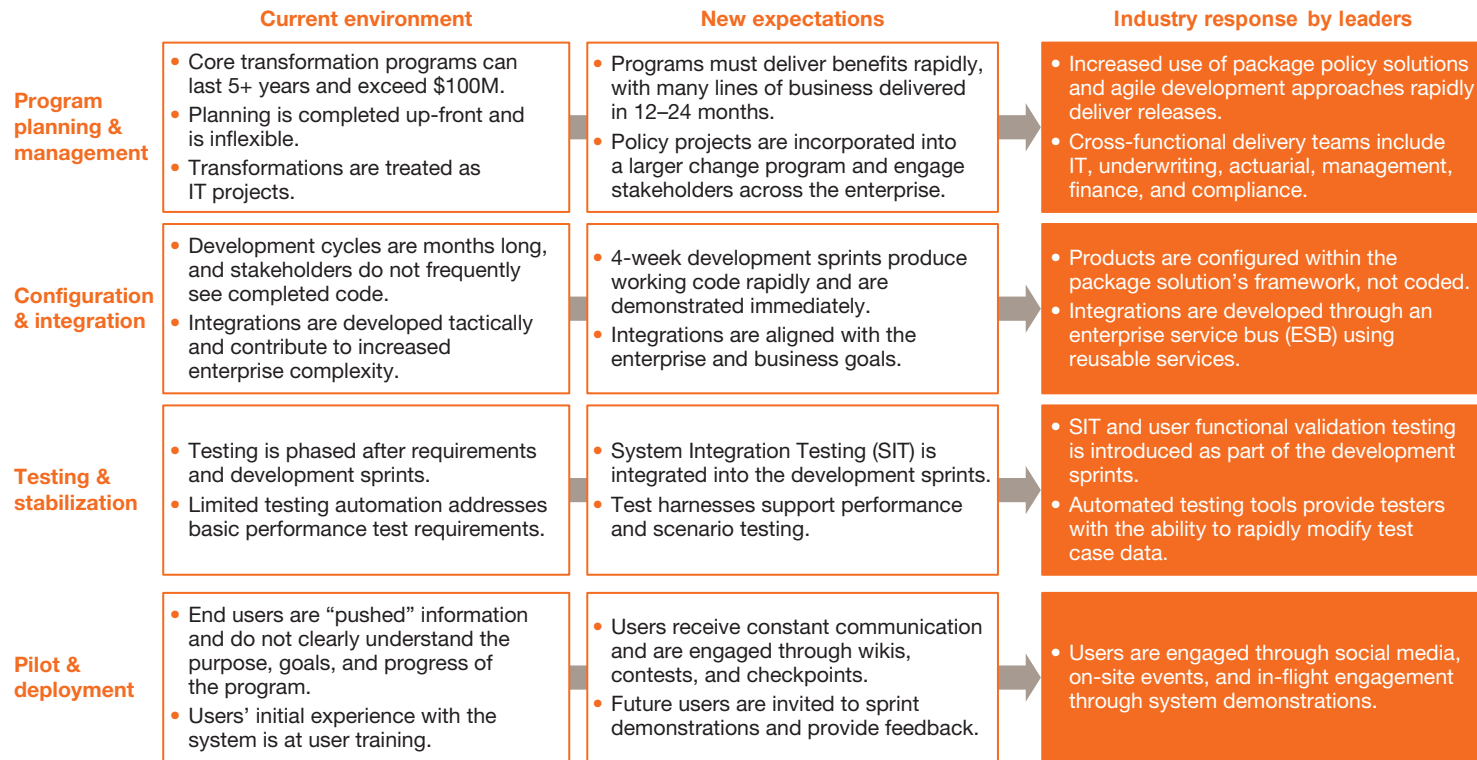 Current environment
New expectations
Industry response by leaders
Program
planning &
management
• Core transformation programs can
last 5+ years and exceed $100M.
• Planning is completed up-front and
is inflexible.
• Transformations are treated as
IT projects.
• Programs must deliver benefits rapidly,
with many lines of business delivered
in 12–24 months.
• Policy projects are incorporated into
a larger change program and engage
stakeholders across the enterprise.
• Increased use of package policy solutions
and agile development approaches rapidly
deliver releases.
• Cross-functional delivery teams include
IT, underwriting, actuarial, management,
finance, and compliance.
Configuration
& integration
• Development cycles are months long,
and stakeholders do not frequently
see completed code.
• Integrations are developed tactically
and contribute to increased
enterprise complexity.
• 4-week development sprints produce
working code rapidly and are
demonstrated immediately.
• Integrations are aligned with the
enterprise and business goals.
• Products are configured within the
package solution’s framework, not coded.
• Integrations are developed through an
enterprise service bus (ESB) using
reusable services.
Testing &
stabilization
• Testing is phased after requirements
and development sprints.
• Limited testing automation addresses
basic performance test requirements.
• System Integration Testing (SIT) is
integrated into the development sprints.
• Test harnesses support performance
and scenario testing.
• SIT and user functional validation testing
is introduced as part of the development
sprints.
• Automated testing tools provide testers
with the ability to rapidly modify test
case data.
Pilot &
deployment
• End users are “pushed” information
and do not clearly understand the
purpose, goals, and progress of
the program.
• Users’ initial experience with the
system is at user training.
• Users receive constant communication
and are engaged through wikis,
contests, and checkpoints.
• Future users are invited to sprint
demonstrations and provide feedback.
• Users are engaged through social media,
on-site events, and in-flight engagement
through system demonstrations.